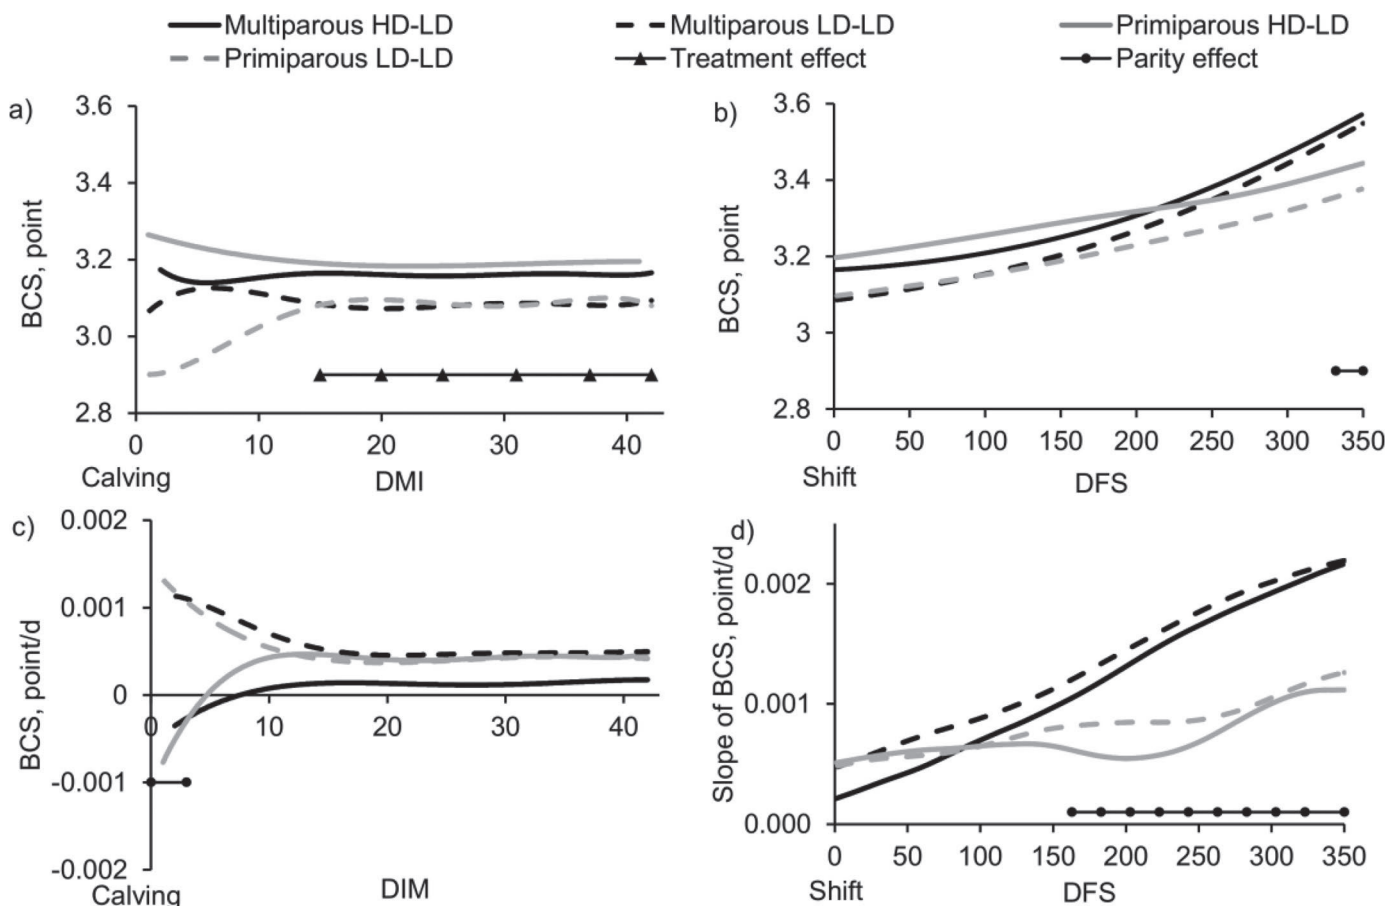 Multiparous HD-LD Multiparous LD-LD Primiparous HD-LD
Primiparous LD-LD Treatment effect Parity effect
a)
3.6
3.4
3.2
3.0
2.8
BCS, point
0 10 20 30 40
Calving DMI
b)
3.6
3.4
3.2
3
2.8
BCS, point
0 50 100 150 200 250 300 350
Shift DFS
c)
0.002
0.001
0
-0.001
-0.002
BCS, point/d
0 10 20 30 40
Calving DIM
d)
0.002
0.001
0.000
Slope of BCS, point/d
0 50 100 150 200 250 300 350
Shift DFS